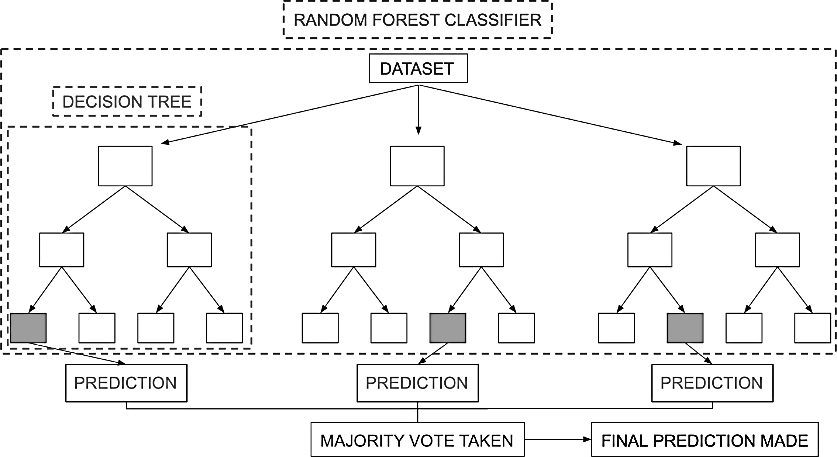 RANDOM FOREST CLASSIFIER
DATASET
DECISION TREE
PREDICTION
PREDICTION
PREDICTION
MAJORITY VOTE TAKEN
FINAL PREDICTION MADE